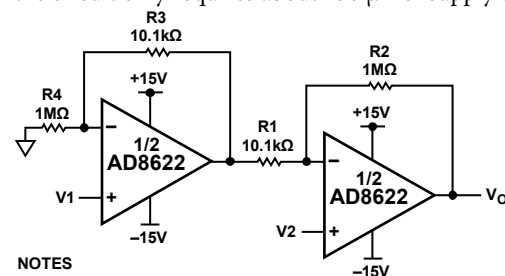 R3
10.1kΩ
R2
1MΩ
R4
1MΩ
+15V
+15V
R1
10.1kΩ
1/2
AD8622
1/2
AD8622
V1
V2
–15V
–15V
NOTES